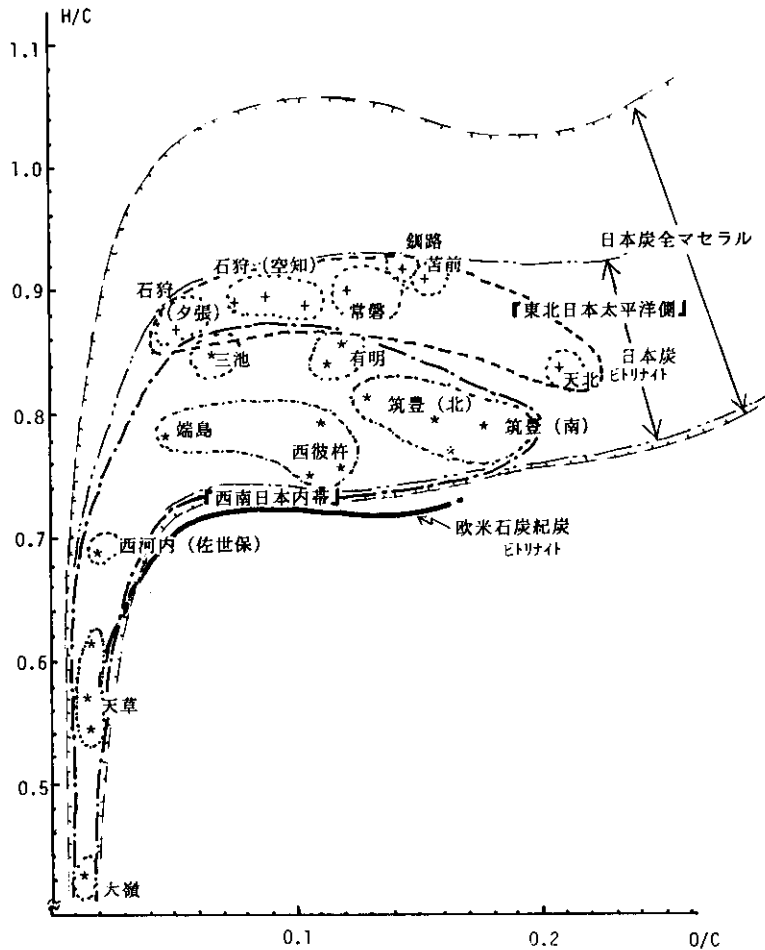 H/C
1.1
1.0
0.9
0.8
0.7
0.6
0.5
0.1
0.2
O/C
日本炭全マセラル
釧路
苫前
石狩(空知)
石狩
(夕張)
常磐
『東北日本太平洋側』
日本炭
ビトリナイト
三池
有明
天北
筑豊(北)
筑豊(南)
端島
西彼杵
『西南日本内帯』
欧米石炭紀炭
ビトリナイト
西河内(佐世保)
天草
大嶺